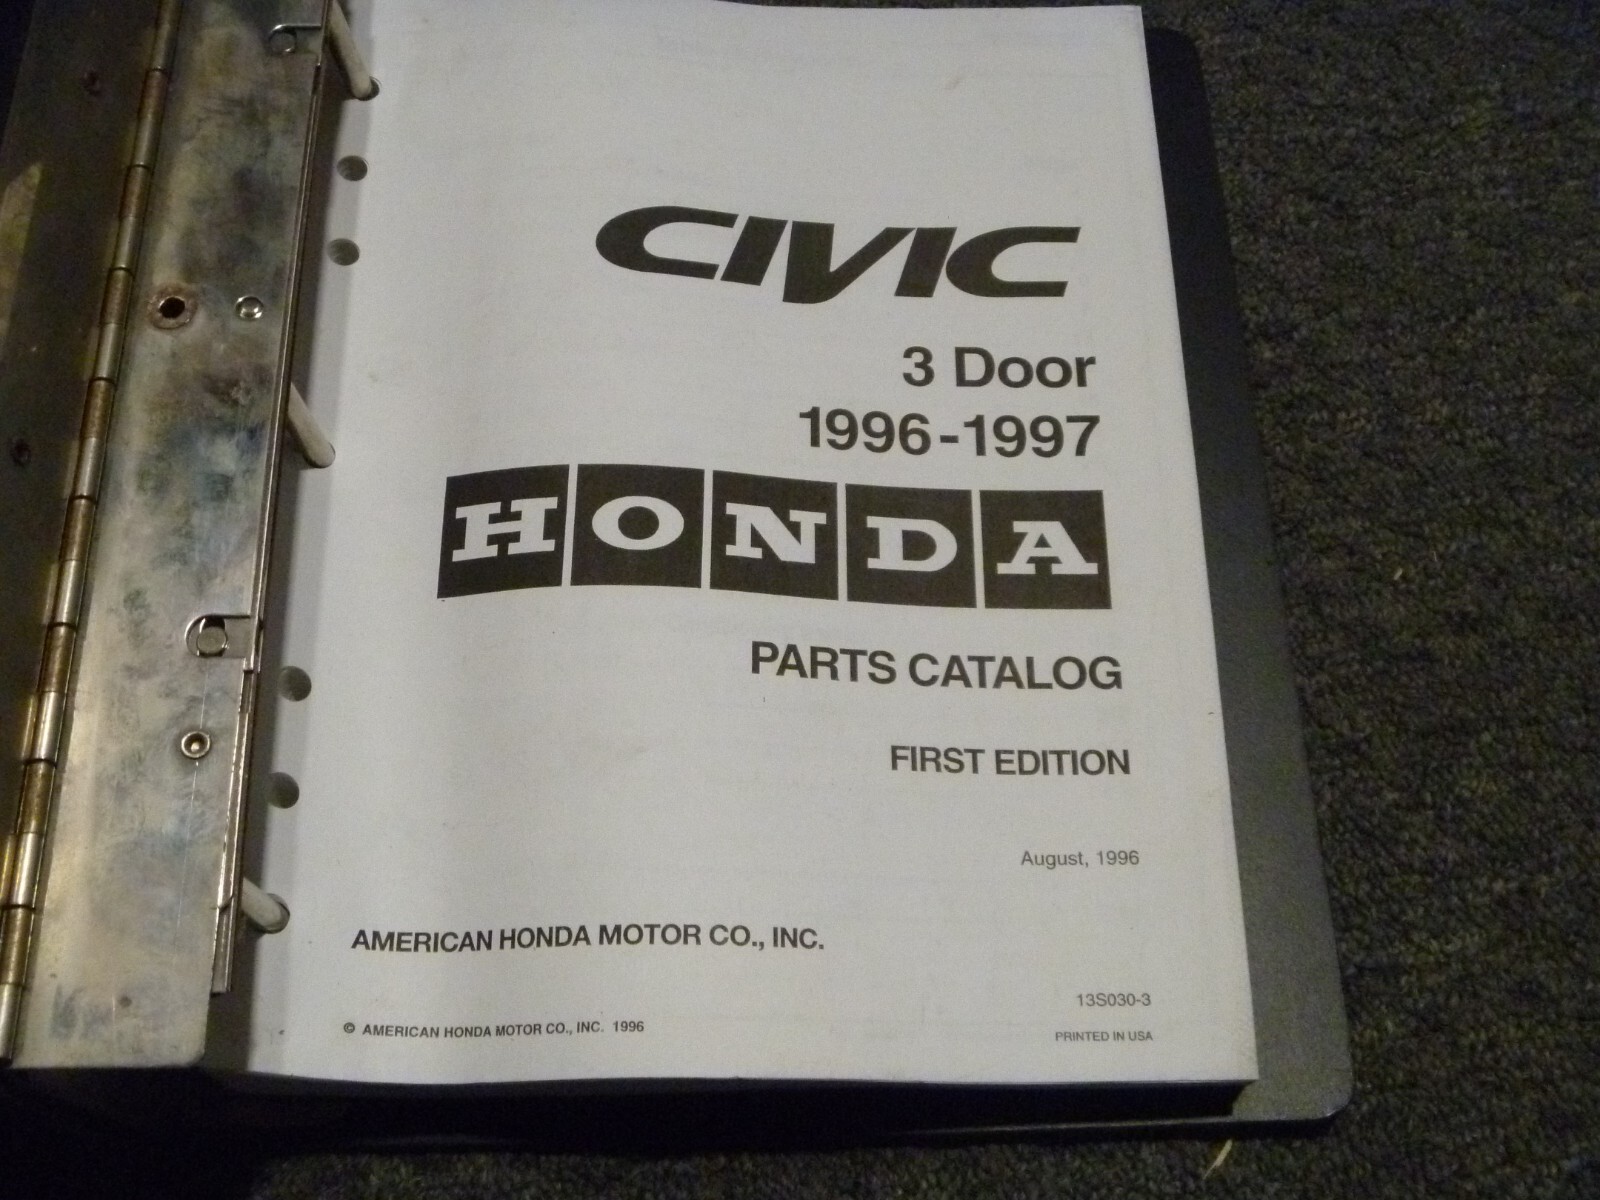 CIVIC
3 Door
1996-1997
HONDA
PARTS CATALOG
FIRST EDITION
August, 1996
AMERICAN HONDA MOTOR CO., INC.
13S030-3
© AMERICAN HONDA MOTOR CO., INC. 1996
PRINTED IN USA